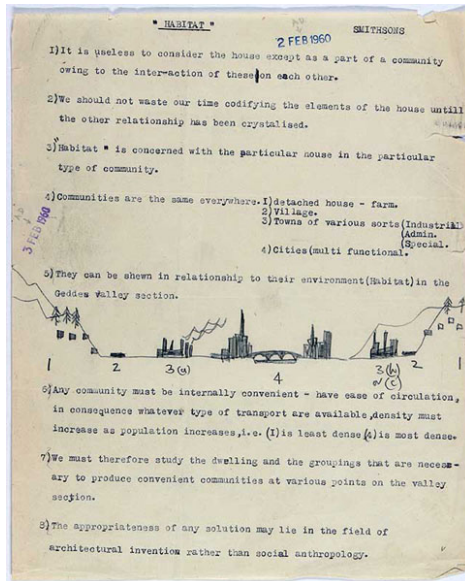 " HABITAT "
SMITHSONS
2 FEB 1960
I)It is useless to consider the house except as a part of a community
owing to the inter-action of these on each other.
2)We should not waste our time codifying the elements of the house untill
the other relationship has been crystalised.
3)"Habitat " is concerned with the particular house in the particular
type of community.
4)Communities are the same everywhere. I)detached house - farm.
2)Village.
3)Towns of various sorts(Industrial
(Admin.
(Special.
4)Cities(multi functional.
3 FEB 1960
5)They can be shewn in relationship to their environment(Habitat)in the
Geddes valley section.
1 2 3(a) 4 3(b) 2 1
(c)
6)Any community must be internally convenient - have ease of circulation,
in consequence whatever type of transport are available,density must
increase as population increases,i.e.(I)is least dense(4)is most dense.
7)We must therefore study the dwelling and the groupings that are necess-
ary to produce convenient communities at various points on the valley
section.
8)The appropriateness of any solution may lie in the field of
architectural invention rather than social anthropology.